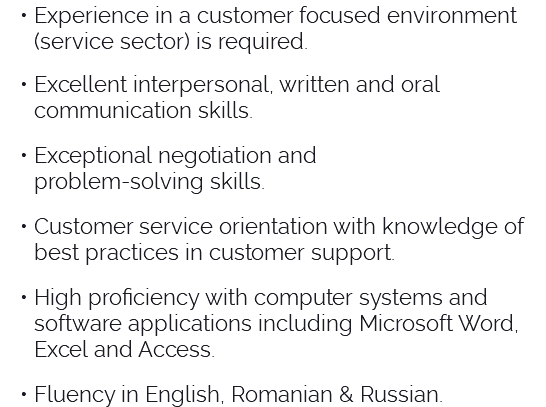 • Experience in a customer focused environment
(service sector) is required.
• Excellent interpersonal, written and oral
communication skills.
• Exceptional negotiation and
problem-solving skills.
• Customer service orientation with knowledge of
best practices in customer support.
• High proficiency with computer systems and
software applications including Microsoft Word,
Excel and Access.
• Fluency in English, Romanian & Russian.